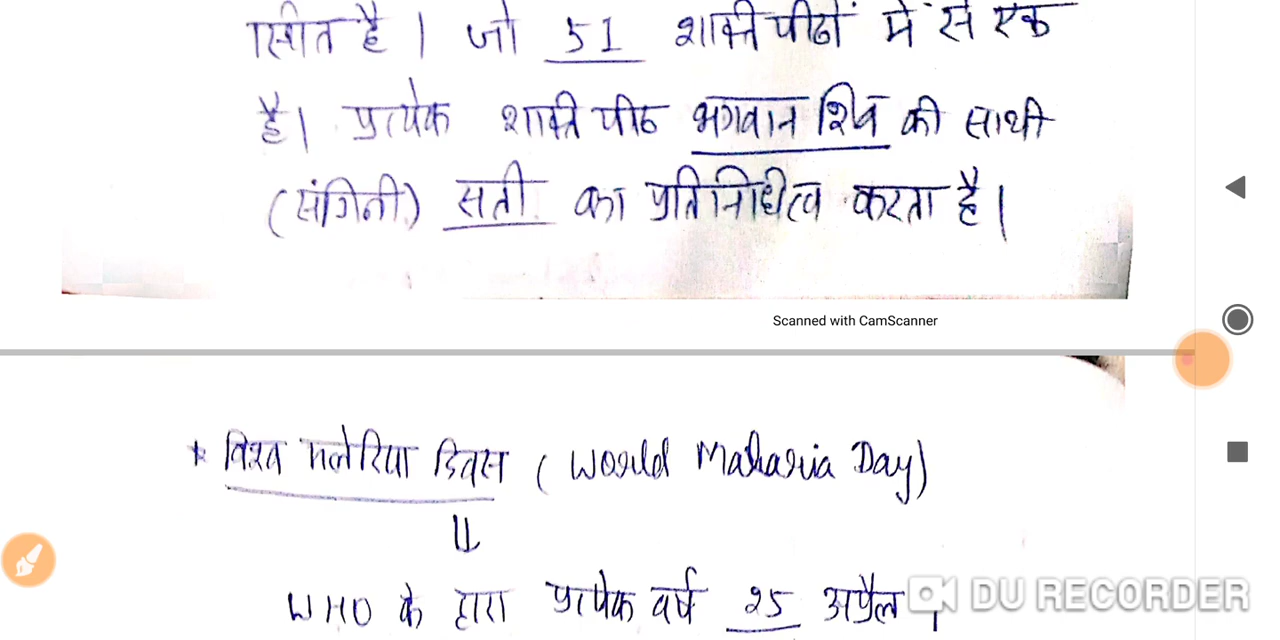 स्थित है। जो 51 शक्ति पीठों में से एक
है। प्रत्येक शक्ति पीठ भगवान शिव की साथी
(संगिनी) सती का प्रतिनिधीत्व करता है।
Scanned with CamScanner
* विश्व मलेरिया दिवस (World Maharia Day)
⇓
WHO के द्वारा प्रत्येक वर्ष 25 अप्रैल
DU RECORDER